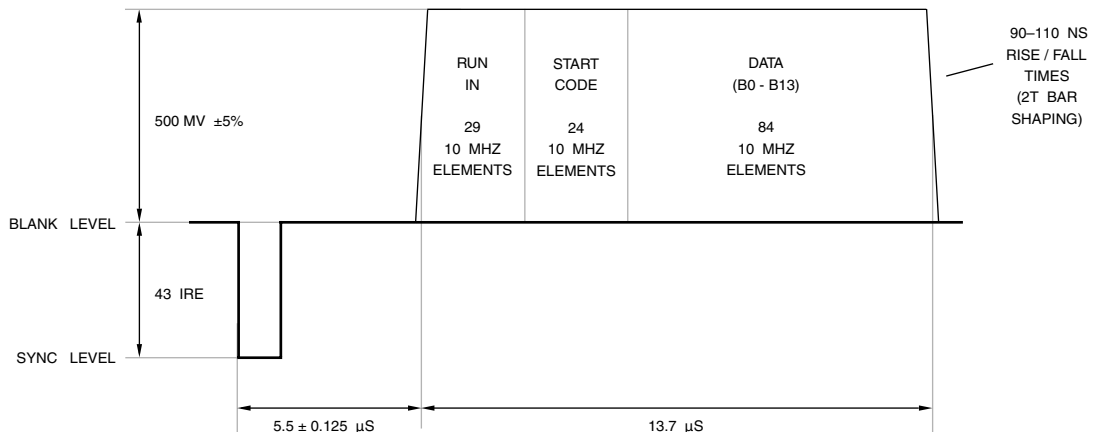 90–110 NS
RISE / FALL
TIMES
(2T BAR
SHAPING)
RUN
IN
29
10 MHZ
ELEMENTS
START
CODE
24
10 MHZ
ELEMENTS
DATA
(B0 - B13)
84
10 MHZ
ELEMENTS
500 MV ±5%
BLANK LEVEL
43 IRE
SYNC LEVEL
5.5 ± 0.125 µS
13.7 µS